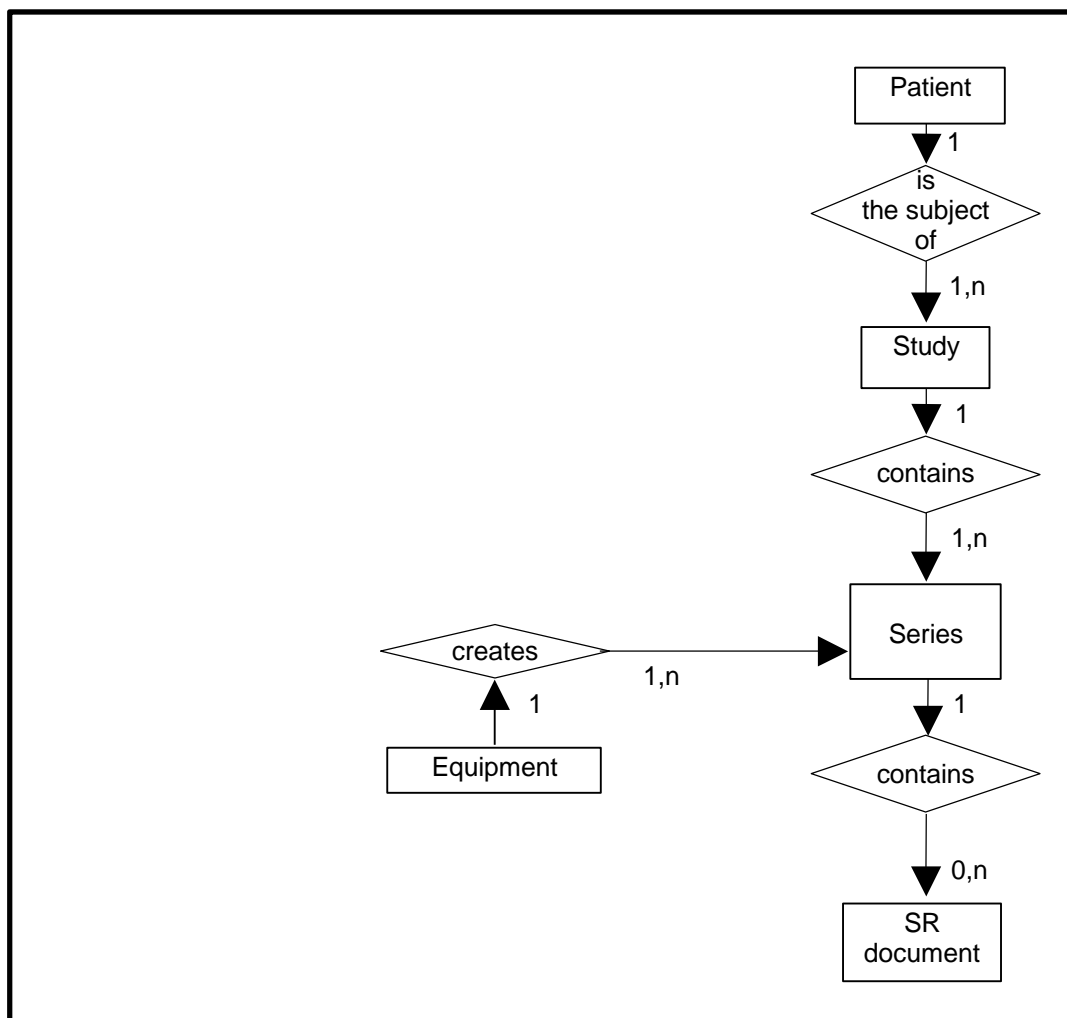 Patient
1
is
the subject
of
1,n
Study
1
contains
1,n
Series
creates
1,n
1
1
Equipment
contains
0,n
SR
document